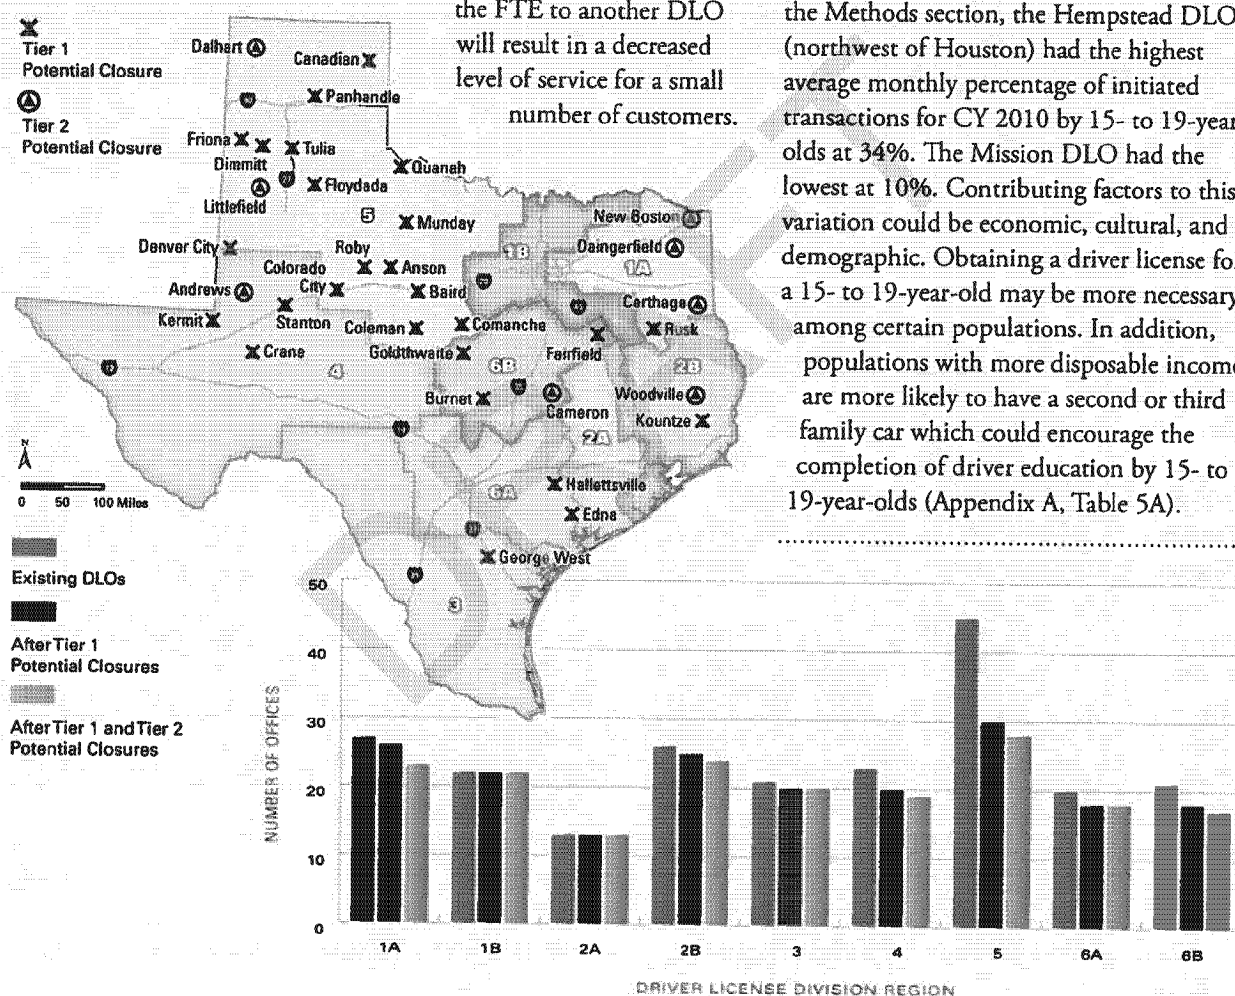 the FTE to another DLO
will result in a decreased
level of service for a small
number of customers.
the Methods section, the Hempstead DLO
(northwest of Houston) had the highest
average monthly percentage of initiated
transactions for CY 2010 by 15- to 19-year
olds at 34%. The Mission DLO had the
lowest at 10%. Contributing factors to this
variation could be economic, cultural, and
demographic. Obtaining a driver license fo
a 15- to 19-year-old may be more necessary
among certain populations. In addition,
populations with more disposable income
are more likely to have a second or third
family car which could encourage the
completion of driver education by 15- to
19-year-olds (Appendix A, Table 5A).
Tier 1
Potential Closure
Tier 2
Potential Closure
Dalhart
Canadian
Panhandle
Friona
Tulia
Dimmitt
Quanah
Floydada
Littlefield
5
Munday
New Boston
Denver City
Roby
1B
Daingerfield
1A
Colorado
City
Anson
Andrews
Baird
Carthage
Kermit
Stanton
Coleman
Comanche
Rusk
Crane
Goldthwaite
Fairfield
4
6B
2B
Burnet
Cameron
Woodville
2A
Kountze
N
0 50 100 Miles
6A
Hallettsville
Edna
George West
3
Existing DLOs
After Tier 1
Potential Closures
After Tier 1 and Tier 2
Potential Closures
NUMBER OF OFFICES
50
40
30
20
10
0
1A 1B 2A 2B 3 4 5 6A 6B
DRIVER LICENSE DIVISION REGION